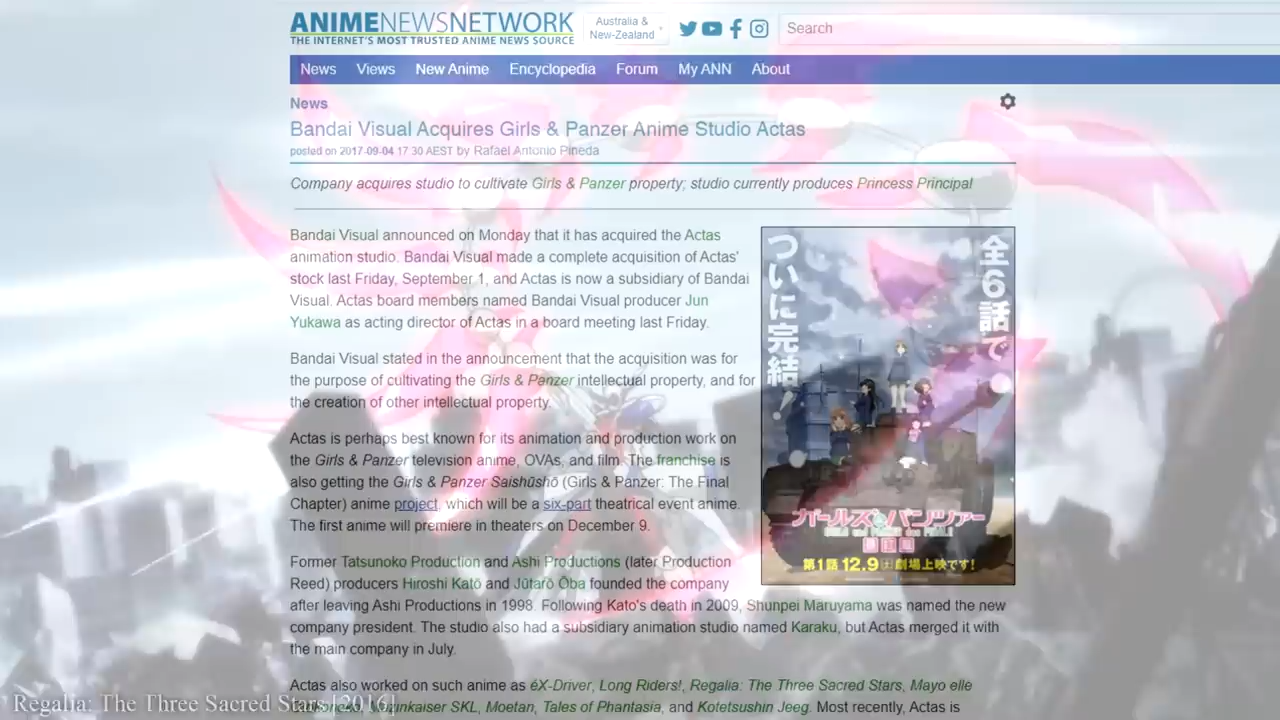 ANIMENEWSNETWORK
THE INTERNET'S MOST TRUSTED ANIME NEWS SOURCE
Australia &
New-Zealand
Search
News Views New Anime Encyclopedia Forum My ANN About
News
Bandai Visual Acquires Girls & Panzer Anime Studio Actas
posted on 2017-09-04 17:30 AEST by Rafael Antonio Pineda
Company acquires studio to cultivate Girls & Panzer property; studio currently produces Princess Principal
Bandai Visual announced on Monday that it has acquired the Actas
animation studio. Bandai Visual made a complete acquisition of Actas'
stock last Friday, September 1, and Actas is now a subsidiary of Bandai
Visual. Actas board members named Bandai Visual producer Jun
Yukawa as acting director of Actas in a board meeting last Friday.
Bandai Visual stated in the announcement that the acquisition was for
the purpose of cultivating the Girls & Panzer intellectual property, and for
the creation of other intellectual property.
Actas is perhaps best known for its animation and production work on
the Girls & Panzer television anime, OVAs, and film. The franchise is
also getting the Girls & Panzer Saishūshō (Girls & Panzer: The Final
Chapter) anime project, which will be a six-part theatrical event anime.
The first anime will premiere in theaters on December 9.
全6話で、
ついに完結!
ガールズ&パンツァー
最終章
第1話 12.9(土)劇場上映です!
Former Tatsunoko Production and Ashi Productions (later Production
Reed) producers Hiroshi Katō and Jūtarō Ōba founded the company
after leaving Ashi Productions in 1998. Following Kato's death in 2009, Shunpei Maruyama was named the new
company president. The studio also had a subsidiary animation studio named Karaku, but Actas merged it with
the main company in July.
Actas also worked on such anime as éX-Driver, Long Riders!, Regalia: The Three Sacred Stars, Mayo elle
Mazinkaiser SKL, Moetan, Tales of Phantasia, and Kotetsushin Jeeg. Most recently, Actas is
Regalia: The Three Sacred Stars [2016]